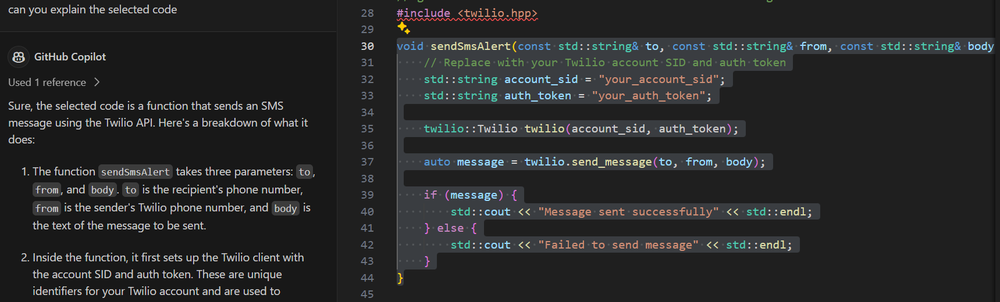 can you explain the selected code
GitHub Copilot
Used 1 reference
Sure, the selected code is a function that sends an SMS
message using the Twilio API. Here's a breakdown of what it
does:
1. The function sendSmsAlert takes three parameters: to,
from, and body. to is the recipient's phone number,
from is the sender's Twilio phone number, and body is
the text of the message to be sent.
2. Inside the function, it first sets up the Twilio client with
the account SID and auth token. These are unique
identifiers for your Twilio account and are used to
28 #include <twilio.hpp>
29
30 void sendSmsAlert(const std::string& to, const std::string& from, const std::string& body
31     // Replace with your Twilio account SID and auth token
32     std::string account_sid = "your_account_sid";
33     std::string auth_token = "your_auth_token";
34
35     twilio::Twilio twilio(account_sid, auth_token);
36
37     auto message = twilio.send_message(to, from, body);
38
39     if (message) {
40         std::cout << "Message sent successfully" << std::endl;
41     } else {
42         std::cout << "Failed to send message" << std::endl;
43     }
44 }
45